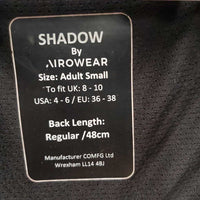 SHADOW
By
AIROWEAR
Size: Adult Small
To fit UK: 8 - 10
USA: 4 - 6 / EU: 36 - 38
Back Length:
Regular /48cm
Manufacturer COMFG Ltd
Wrexham LL14 4BJ